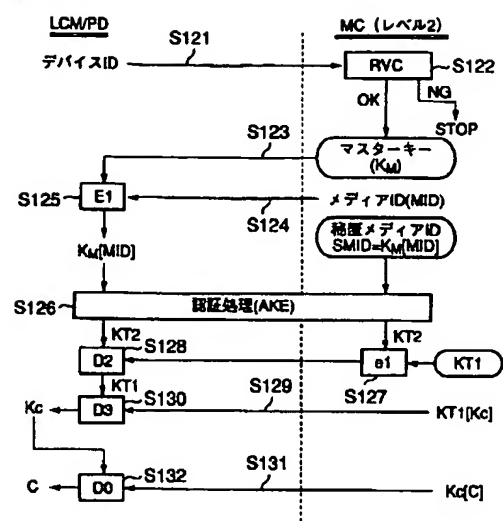 LCM/PD
MC (レベル2)
デバイスID
S121
RVC
S122
OK
NG
STOP
S123
マスターキー
(KM)
S125
E1
S124
メディアID(MID)
KM[MID]
秘匿メディアID
SMID=KM[MID]
S126
認証処理(AKE)
KT2
KT2
D2
S128
e1
KT1
S127
KT1
Kc
D3
S130
S129
KT1[Kc]
C
D0
S132
S131
Kc[C]